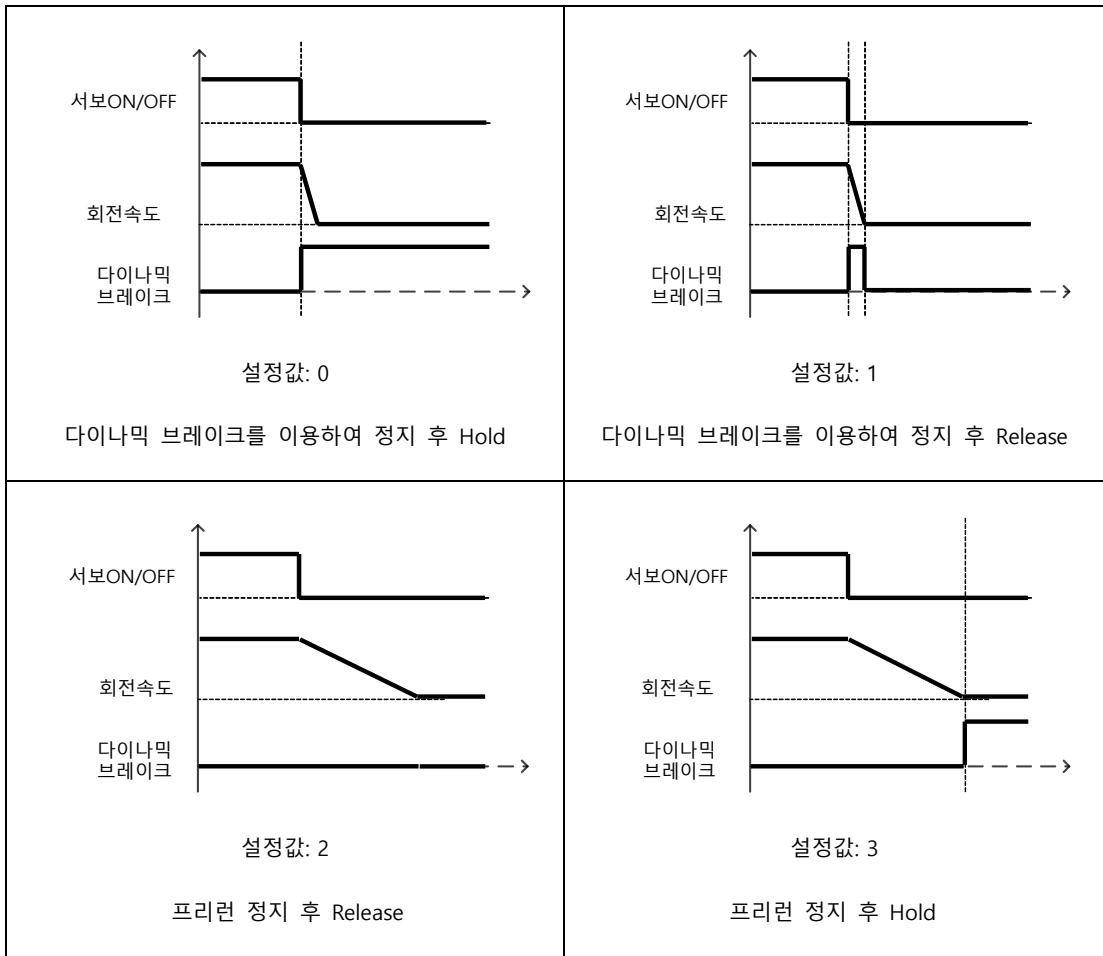 서보ON/OFF
회전속도
다이나믹
브레이크
설정값: 0
다이나믹 브레이크를 이용하여 정지 후 Hold
서보ON/OFF
회전속도
다이나믹
브레이크
설정값: 1
다이나믹 브레이크를 이용하여 정지 후 Release
서보ON/OFF
회전속도
다이나믹
브레이크
설정값: 2
프리런 정지 후 Release
서보ON/OFF
회전속도
다이나믹
브레이크
설정값: 3
프리런 정지 후 Hold